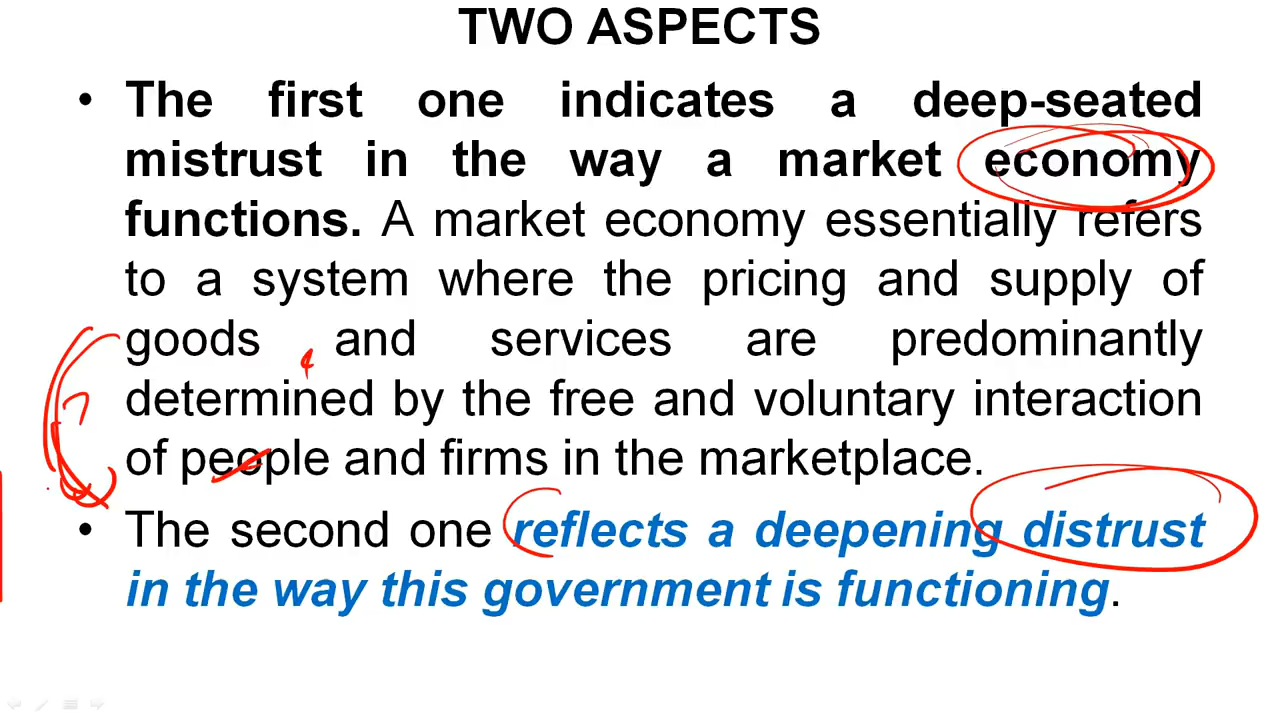 TWO ASPECTS
• The first one indicates a deep-seated
mistrust in the way a market economy
functions. A market economy essentially refers
to a system where the pricing and supply of
goods and services are predominantly
determined by the free and voluntary interaction
of people and firms in the marketplace.
• The second one reflects a deepening distrust
in the way this government is functioning.